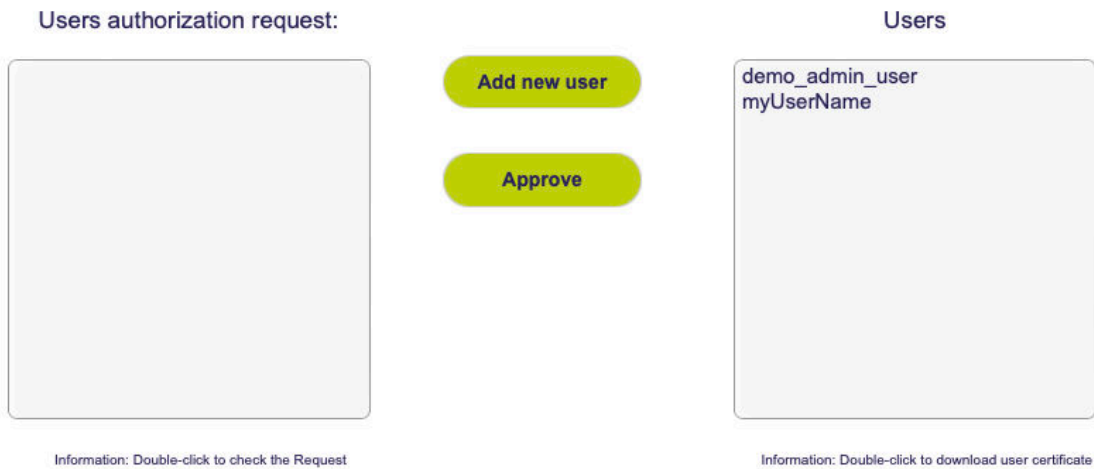 Users authorization request:
Users
Add new user
Approve
demo_admin_user
myUserName
Information: Double-click to check the Request
Information: Double-click to download user certificate